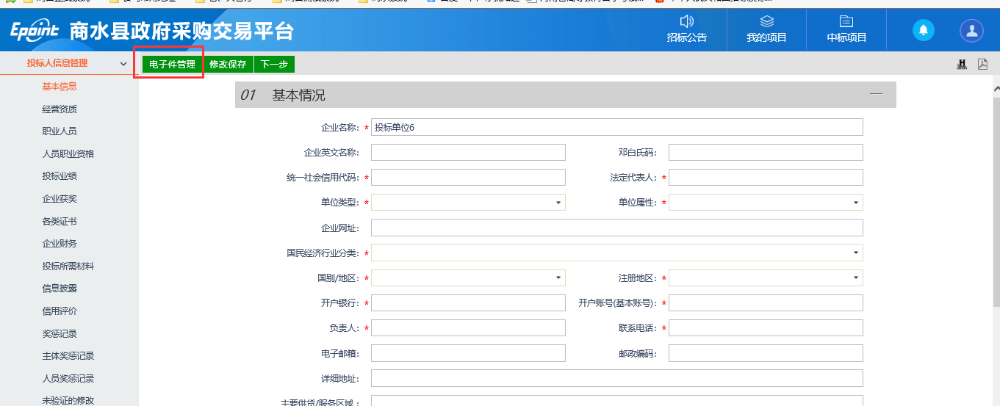 Epoint 商水县政府采购交易平台
招标公告
我的项目
中标项目
投标人信息管理
电子件管理 修改保存 下一步
基本信息
经营资质
职业人员
人员职业资格
投标业绩
企业获奖
各类证书
企业财务
投标所需材料
信息披露
信用评价
奖惩记录
主体奖惩记录
人员奖惩记录
未验证的修改
01 基本情况
企业名称: * 投标单位6
企业英文名称: 邓白氏码:
统一社会信用代码: * 法定代表人: *
单位类型: * 单位属性: *
企业网址:
国民经济行业分类: *
国别/地区: * 注册地区: *
开户银行: * 开户账号(基本账号): *
负责人: * 联系电话: *
电子邮箱: 邮政编码:
详细地址:
主要供货/服务区域: